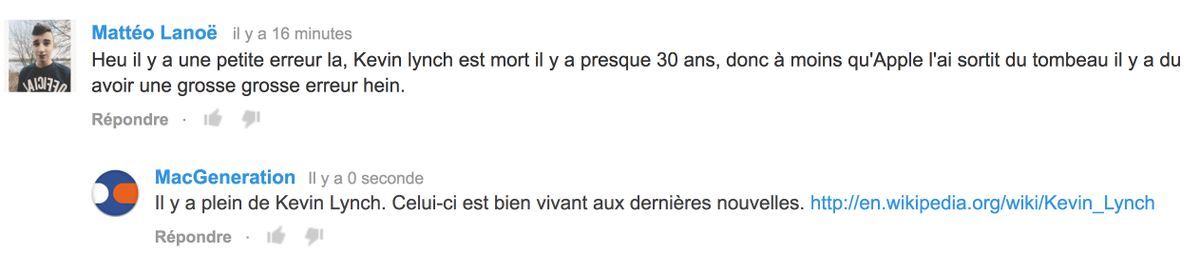 Mattéo Lanoë il y a 16 minutes
Heu il y a une petite erreur la, Kevin lynch est mort il y a presque 30 ans, donc à moins qu'Apple l'ai sortit du tombeau il y a du
avoir une grosse grosse erreur hein.
Répondre ·
MacGeneration Il y a 0 seconde
Il y a plein de Kevin Lynch. Celui-ci est bien vivant aux dernières nouvelles. http://en.wikipedia.org/wiki/Kevin_Lynch
Répondre ·